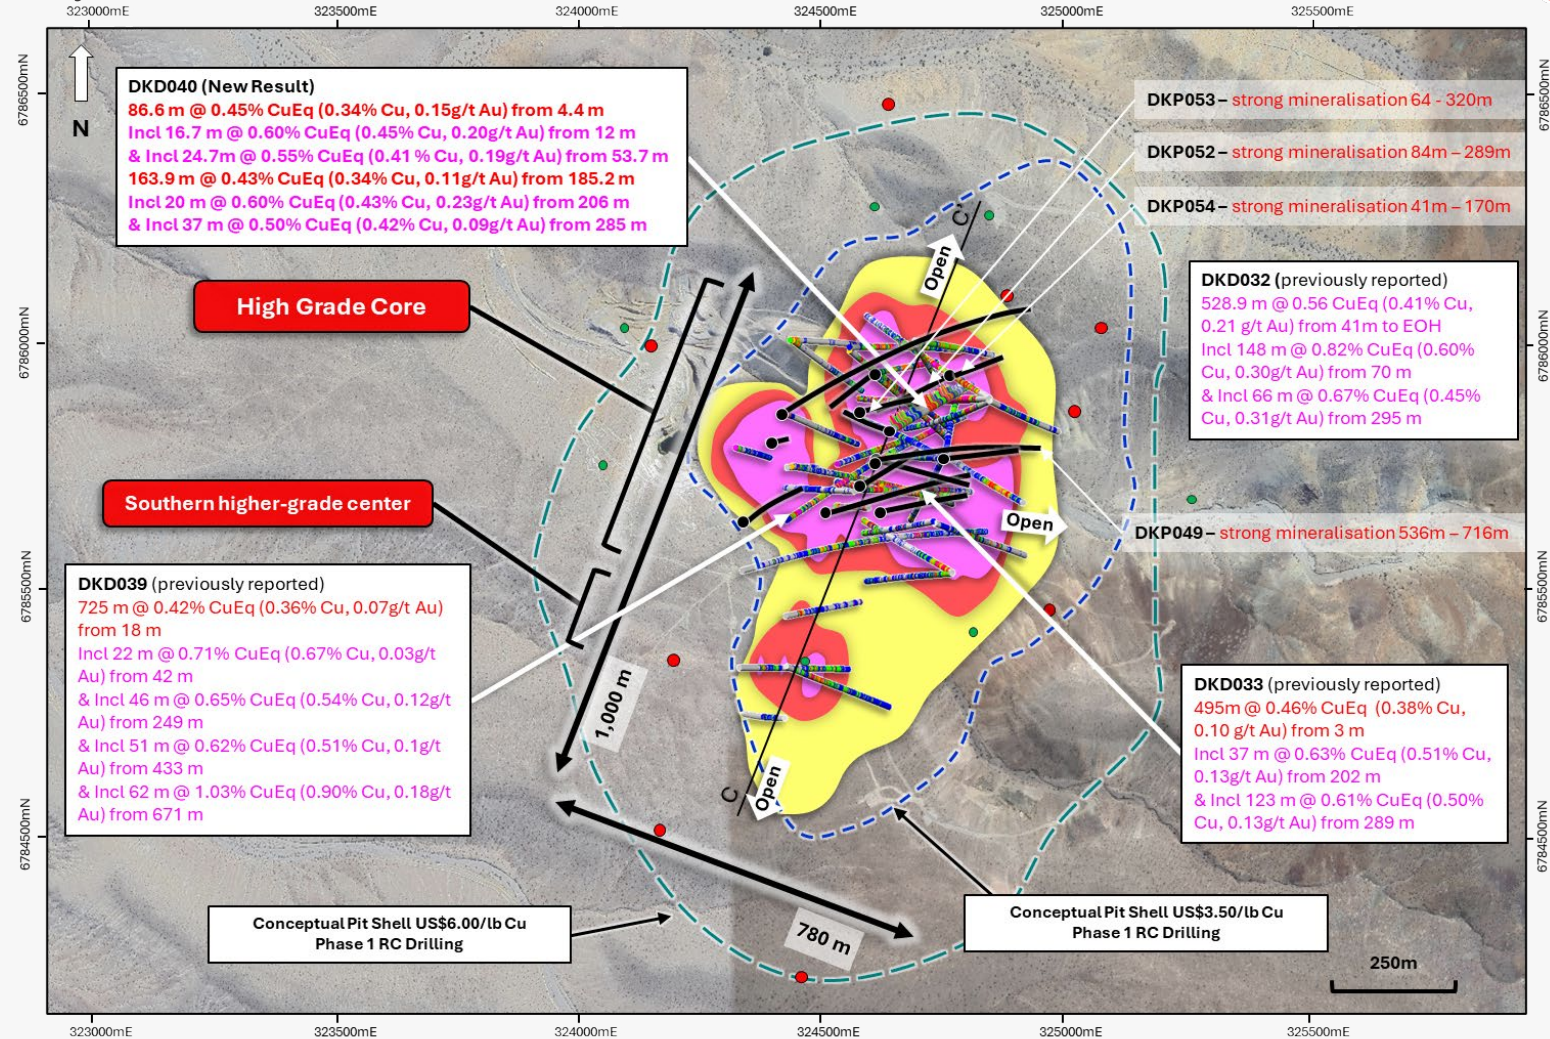 323000mE
323500mE
324000mE
324500mE
325000mE
325500mE
6786500mN
6786000mN
6785500mN
6784500mN
N
DKD040 (New Result)
86.6 m @ 0.45% CuEq (0.34% Cu, 0.15g/t Au) from 4.4 m
Incl 16.7 m @ 0.60% CuEq (0.45% Cu, 0.20g/t Au) from 12 m
& Incl 24.7m @ 0.55% CuEq (0.41 % Cu, 0.19g/t Au) from 53.7 m
163.9 m @ 0.43% CuEq (0.34% Cu, 0.11g/t Au) from 185.2 m
Incl 20 m @ 0.60% CuEq (0.43% Cu, 0.23g/t Au) from 206 m
& Incl 37 m @ 0.50% CuEq (0.42% Cu, 0.09g/t Au) from 285 m
DKP053 – strong mineralisation 64 - 320m
DKP052 – strong mineralisation 84m – 289m
DKP054 – strong mineralisation 41m – 170m
6786500mN
C'
Open
DKD032 (previously reported)
528.9 m @ 0.56 CuEq (0.41% Cu,
0.21 g/t Au) from 41m to EOH
Incl 148 m @ 0.82% CuEq (0.60%
Cu, 0.30g/t Au) from 70 m
& Incl 66 m @ 0.67% CuEq (0.45%
Cu, 0.31g/t Au) from 295 m
6786000mN
High Grade Core
Southern higher-grade center
Open
DKP049 – strong mineralisation 536m – 716m
6785500mN
DKD039 (previously reported)
725 m @ 0.42% CuEq (0.36% Cu, 0.07g/t Au)
from 18 m
Incl 22 m @ 0.71% CuEq (0.67% Cu, 0.03g/t
Au) from 42 m
& Incl 46 m @ 0.65% CuEq (0.54% Cu, 0.12g/t
Au) from 249 m
& Incl 51 m @ 0.62% CuEq (0.51% Cu, 0.1g/t
Au) from 433 m
& Incl 62 m @ 1.03% CuEq (0.90% Cu, 0.18g/t
Au) from 671 m
1,000 m
C
Open
DKD033 (previously reported)
495m @ 0.46% CuEq (0.38% Cu,
0.10 g/t Au) from 3 m
Incl 37 m @ 0.63% CuEq (0.51% Cu,
0.13g/t Au) from 202 m
& Incl 123 m @ 0.61% CuEq (0.50%
Cu, 0.13g/t Au) from 289 m
6784500mN
Conceptual Pit Shell US$6.00/lb Cu
Phase 1 RC Drilling
780 m
Conceptual Pit Shell US$3.50/lb Cu
Phase 1 RC Drilling
250m
323000mE
323500mE
324000mE
324500mE
325000mE
325500mE